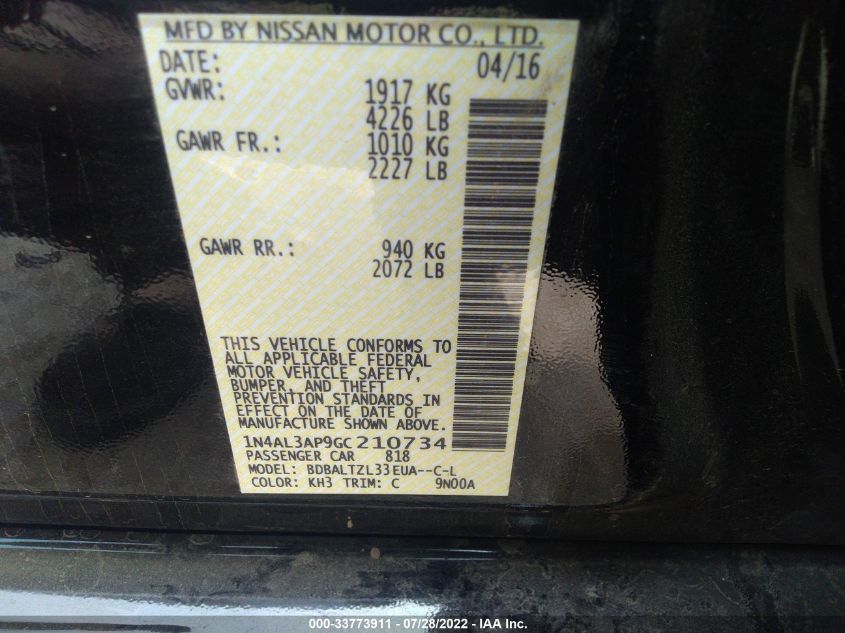 MFD BY NISSAN MOTOR CO., LTD.
DATE: 04/16
GVWR: 1917 KG
4226 LB
GAWR FR.: 1010 KG
2227 LB
GAWR RR.: 940 KG
2072 LB
THIS VEHICLE CONFORMS TO
ALL APPLICABLE FEDERAL
MOTOR VEHICLE SAFETY,
BUMPER, AND THEFT
PREVENTION STANDARDS IN
EFFECT ON THE DATE OF
MANUFACTURE SHOWN ABOVE.
1N4AL3AP9GC210734
PASSENGER CAR 818
MODEL: BDBALTZL33EUA--C-L
COLOR: KH3 TRIM: C 9N00A
000-33773911 - 07/28/2022 - IAA Inc.